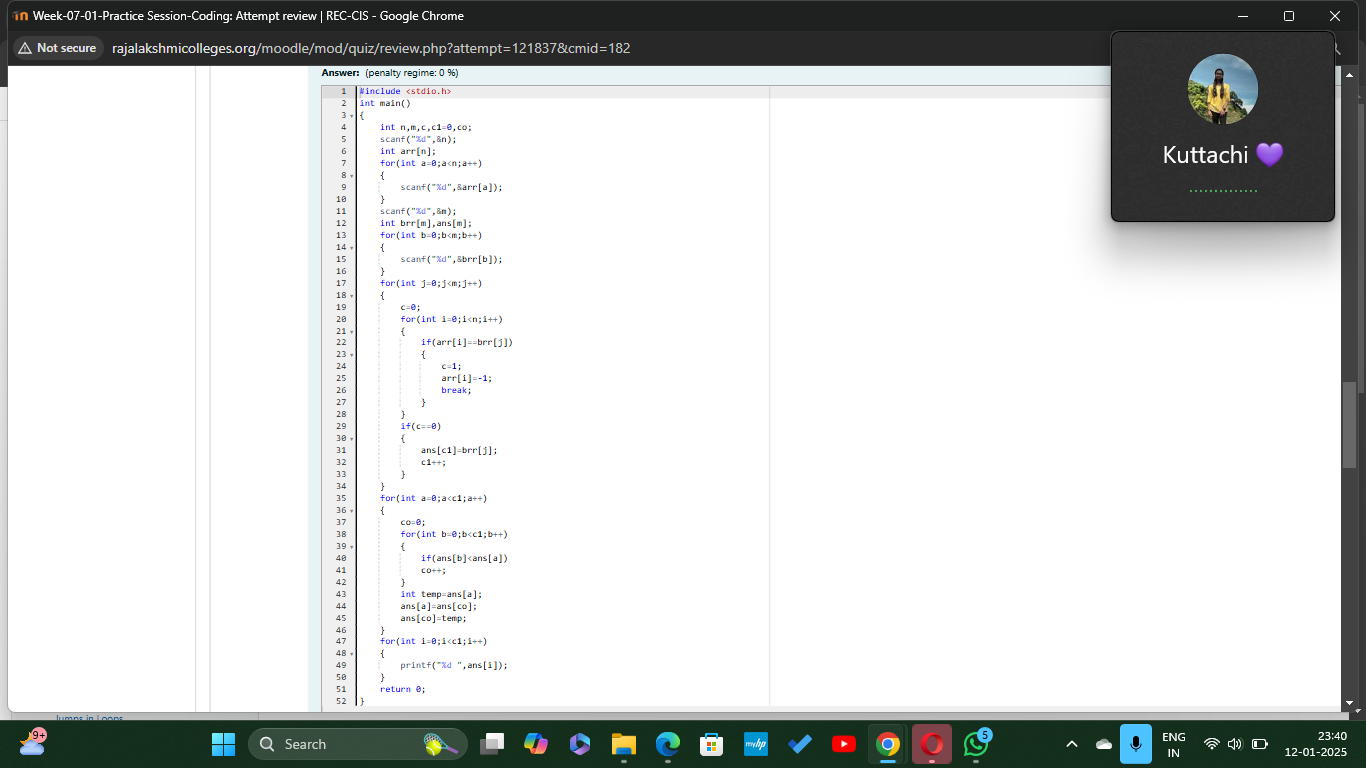 Week-07-01-Practice Session-Coding: Attempt review | REC-CIS - Google Chrome
Not secure
rajalakshmicolleges.org/moodle/mod/quiz/review.php?attempt=121837&cmid=182
Kuttachi 💜
Answer: (penalty regime: 0 %)
1 #include <stdio.h>
2 int main()
3 {
4 int n,m,c,c1=0,co;
5 scanf("%d",&n);
6 int arr[n];
7 for(int a=0;a<n;a++)
8 {
9 scanf("%d",&arr[a]);
10 }
11 scanf("%d",&m);
12 int brr[m],ans[m];
13 for(int b=0;b<m;b++)
14 {
15 scanf("%d",&brr[b]);
16 }
17 for(int j=0;j<m;j++)
18 {
19 c=0;
20 for(int i=0;i<n;i++)
21 {
22 if(arr[i]==brr[j])
23 {
24 c=1;
25 arr[i]=-1;
26 break;
27 }
28 }
29 if(c==0)
30 {
31 ans[c1]=brr[j];
32 c1++;
33 }
34 }
35 for(int a=0;a<c1;a++)
36 {
37 co=0;
38 for(int b=0;b<c1;b++)
39 {
40 if(ans[b]<ans[a])
41 co++;
42 }
43 int temp=ans[a];
44 ans[a]=ans[co];
45 ans[co]=temp;
46 }
47 for(int i=0;i<c1;i++)
48 {
49 printf("%d ",ans[i]);
50 }
51 return 0;
52 }
Jumps in Loops
9+
Search
myhp
5
ENG
IN
23:40
12-01-2025